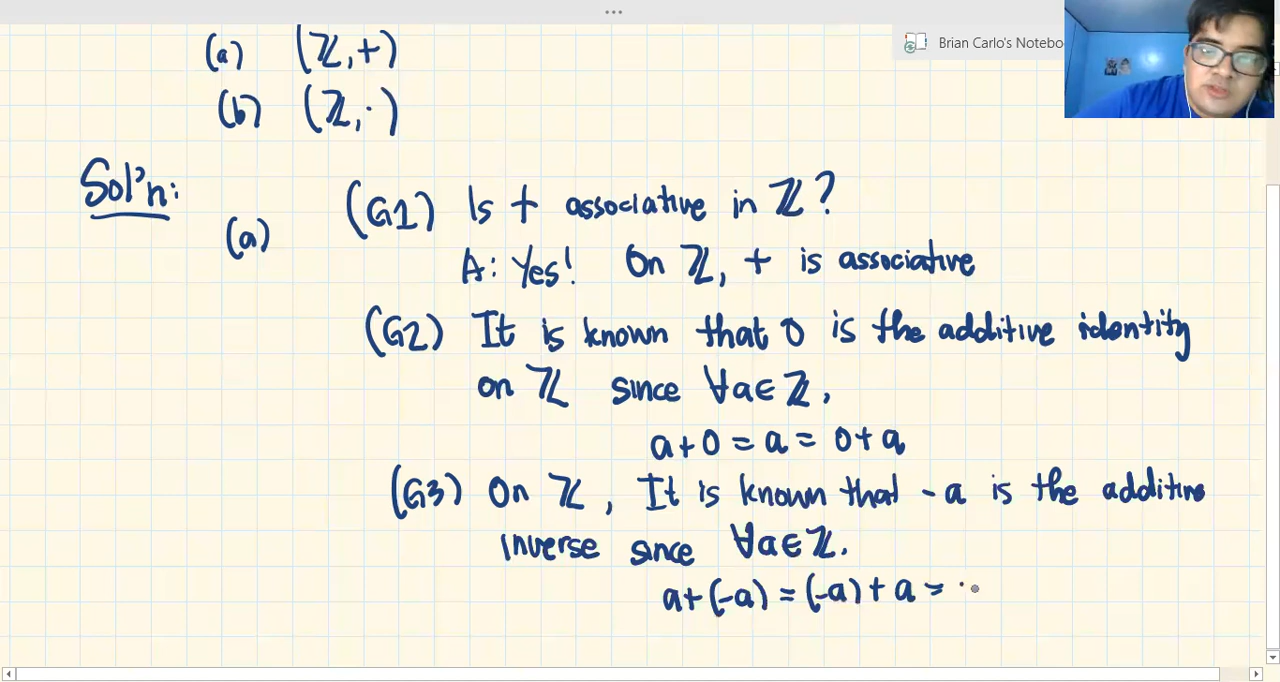 (a) (ℤ, +)
Brian Carlo's Notebo
(b) (ℤ, ·)
Sol'n:
(a) (G1) Is + associative in ℤ?
A: Yes! On ℤ, + is associative
(G2) It is known that 0 is the additive identity
on ℤ since ∀a∈ℤ,
a+0 = a = 0+a
(G3) On ℤ, It is known that -a is the additive
inverse since ∀a∈ℤ.
a+(-a) = (-a)+a =